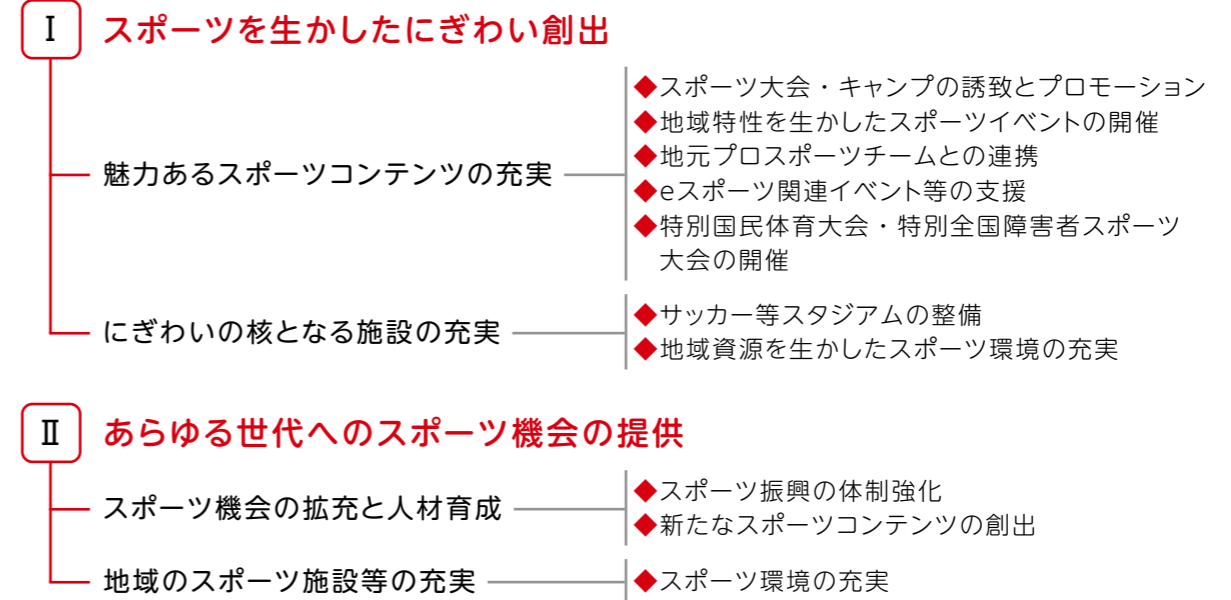 Ⅰ スポーツを生かしたにぎわい創出
魅力あるスポーツコンテンツの充実
◆スポーツ大会・キャンプの誘致とプロモーション
◆地域特性を生かしたスポーツイベントの開催
◆地元プロスポーツチームとの連携
◆eスポーツ関連イベント等の支援
◆特別国民体育大会・特別全国障害者スポーツ
大会の開催
にぎわいの核となる施設の充実
◆サッカー等スタジアムの整備
◆地域資源を生かしたスポーツ環境の充実
Ⅱ あらゆる世代へのスポーツ機会の提供
スポーツ機会の拡充と人材育成
◆スポーツ振興の体制強化
◆新たなスポーツコンテンツの創出
地域のスポーツ施設等の充実
◆スポーツ環境の充実